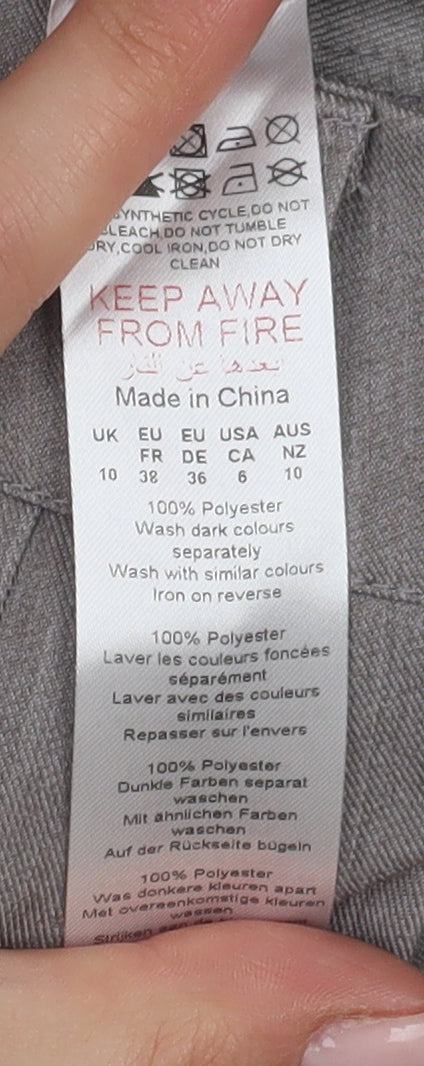 SYNTHETIC CYCLE,DO NOT
BLEACH,DO NOT TUMBLE
DRY,COOL IRON,DO NOT DRY
CLEAN
KEEP AWAY
FROM FIRE
ابعدها عن النار
Made in China
UK EU EU USA AUS
FR DE CA NZ
10 38 36 6 10
100% Polyester
Wash dark colours
separately
Wash with similar colours
Iron on reverse
100% Polyester
Laver les couleurs foncées
séparément
Laver avec des couleurs
similaires
Repasser sur l'envers
100% Polyester
Dunkle Farben separat
waschen
Mit ähnlichen Farben
waschen
Auf der Rückseite bügeln
100% Polyester
Was donkere kleuren apart
Met overeenkomstige kleuren
wassen
Strijken